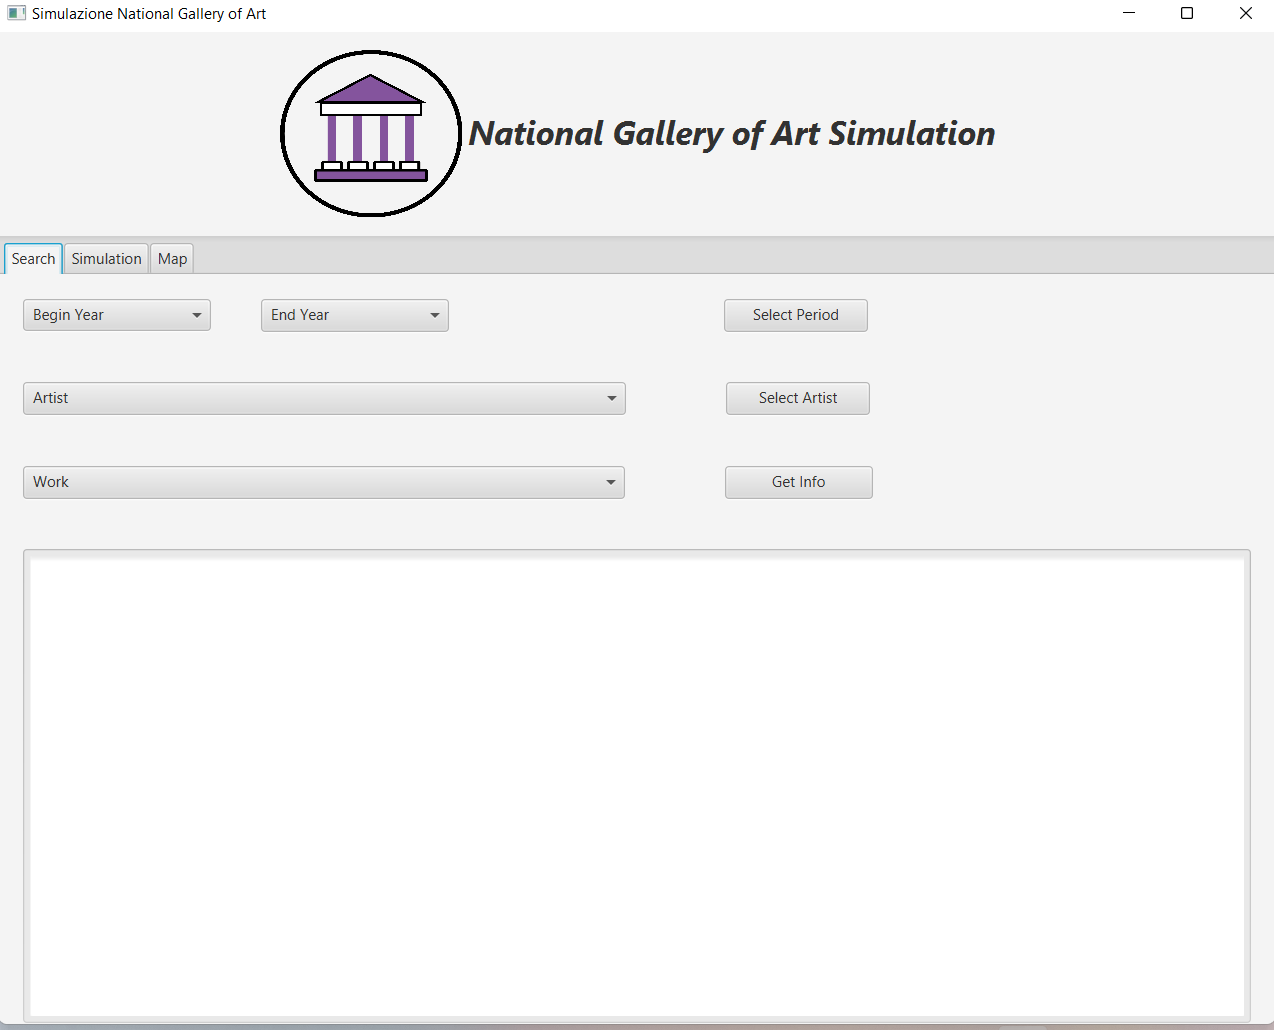 Simulazione National Gallery of Art
National Gallery of Art Simulation
Search Simulation Map
Begin Year End Year Select Period
Artist Select Artist
Work Get Info